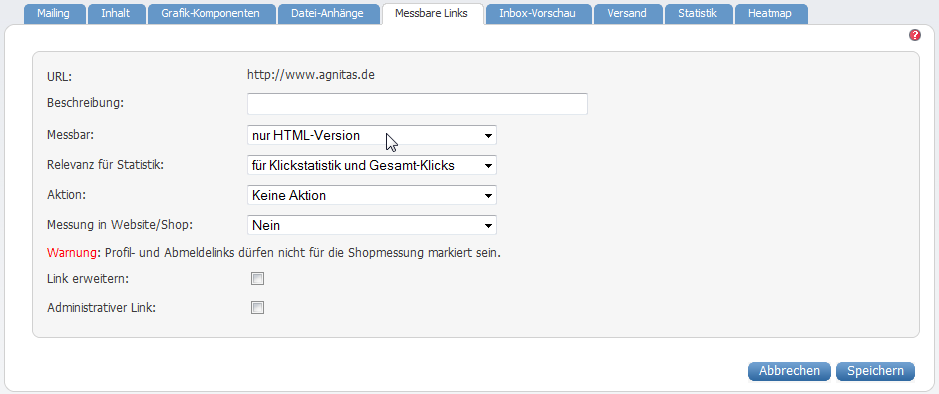 Mailing Inhalt Grafik-Komponenten Datei-Anhänge Messbare Links Inbox-Vorschau Versand Statistik Heatmap
?
URL: http://www.agnitas.de
Beschreibung:
Messbar: nur HTML-Version
Relevanz für Statistik: für Klickstatistik und Gesamt-Klicks
Aktion: Keine Aktion
Messung in Website/Shop: Nein
Warnung: Profil- und Abmeldelinks dürfen nicht für die Shopmessung markiert sein.
Link erweitern:
Administrativer Link:
Abbrechen Speichern